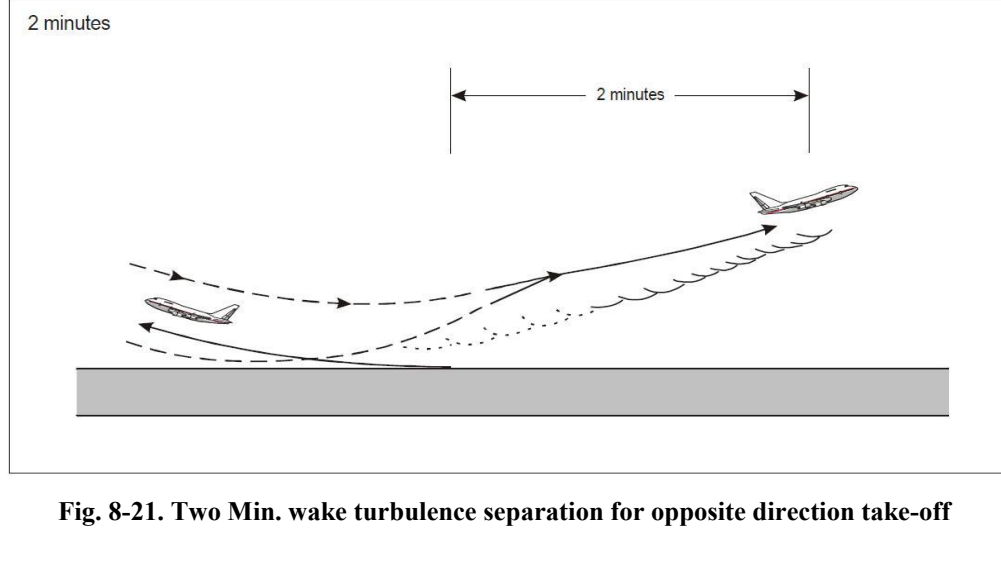 2 minutes
2 minutes
Fig. 8-21. Two Min. wake turbulence separation for opposite direction take-off